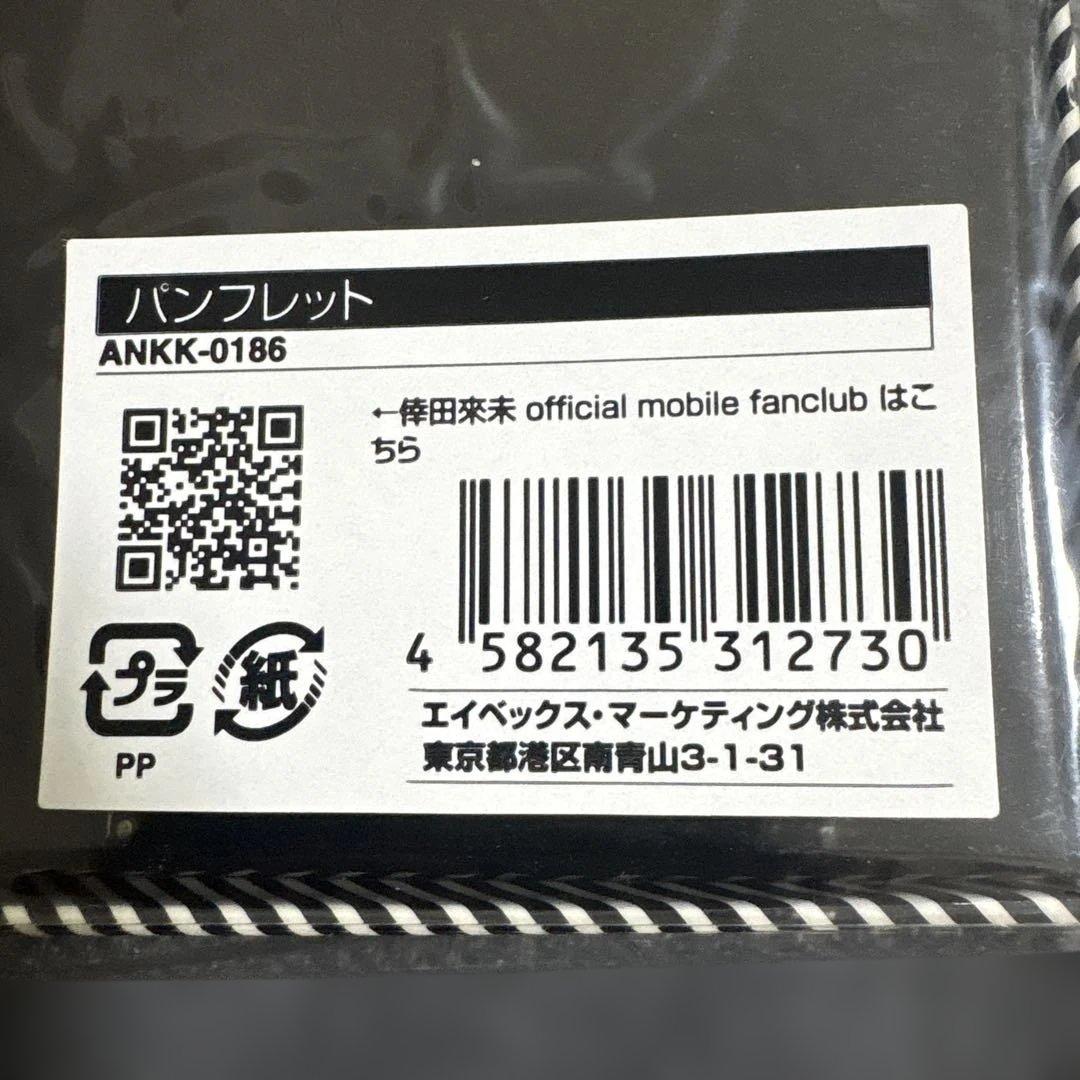 パンフレット
ANKK-0186
←倖田來未 official mobile fanclub はこ
ちら
4 582135 312730
プラ
紙
PP
エイベックス・マーケティング株式会社
東京都港区南青山3-1-31